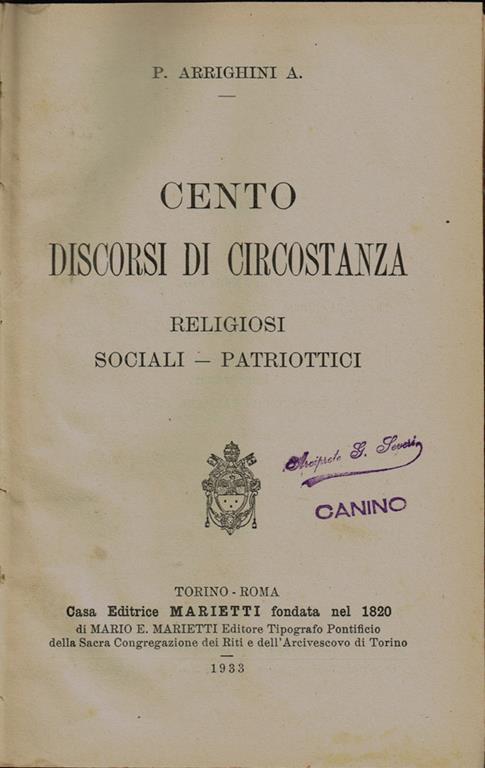 P. ARRIGHINI A.
CENTO
DISCORSI DI CIRCOSTANZA
RELIGIOSI
SOCIALI – PATRIOTTICI
Arciprete G. Severi
CANINO
TORINO - ROMA
Casa Editrice MARIETTI fondata nel 1820
di MARIO E. MARIETTI Editore Tipografo Pontificio
della Sacra Congregazione dei Riti e dell'Arcivescovo di Torino
1933